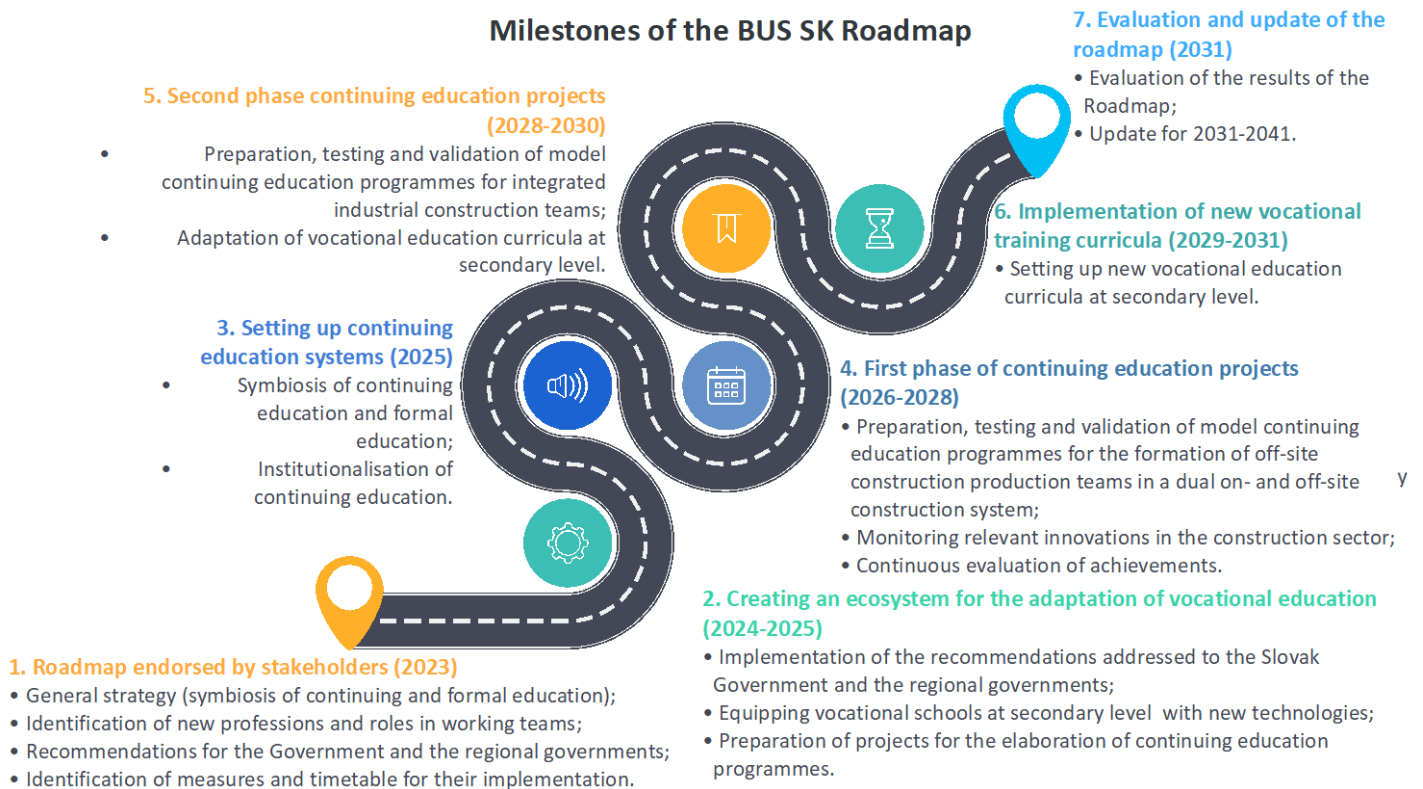 Milestones of the BUS SK Roadmap
7. Evaluation and update of the
roadmap (2031)
• Evaluation of the results of the
Roadmap;
• Update for 2031-2041.
5. Second phase continuing education projects
(2028-2030)
• Preparation, testing and validation of model
continuing education programmes for integrated
industrial construction teams;
• Adaptation of vocational education curricula at
secondary level.
6. Implementation of new vocational
training curricula (2029-2031)
• Setting up new vocational education
curricula at secondary level.
3. Setting up continuing
education systems (2025)
• Symbiosis of continuing
education and formal
education;
• Institutionalisation of
continuing education.
4. First phase of continuing education projects
(2026-2028)
• Preparation, testing and validation of model continuing
education programmes for the formation of off-site
construction production teams in a dual on- and off-site
construction system;
y
• Monitoring relevant innovations in the construction sector;
• Continuous evaluation of achievements.
2. Creating an ecosystem for the adaptation of vocational education
(2024-2025)
• Implementation of the recommendations addressed to the Slovak
Government and the regional governments;
• Equipping vocational schools at secondary level with new technologies;
• Preparation of projects for the elaboration of continuing education
programmes.
1. Roadmap endorsed by stakeholders (2023)
• General strategy (symbiosis of continuing and formal education);
• Identification of new professions and roles in working teams;
• Recommendations for the Government and the regional governments;
• Identification of measures and timetable for their implementation.